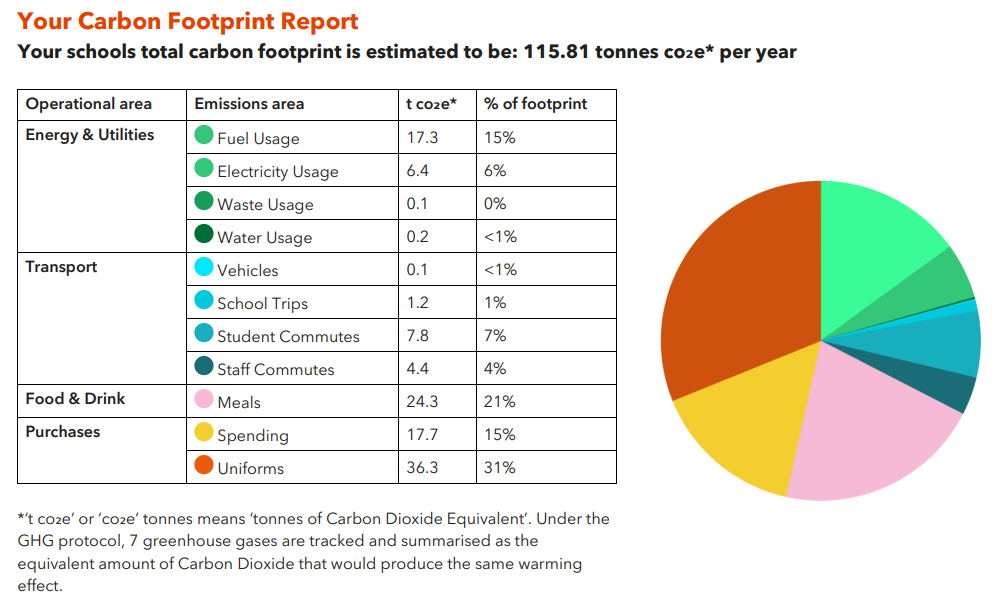 Your Carbon Footprint Report
Your schools total carbon footprint is estimated to be: 115.81 tonnes co₂e* per year
Operational area Emissions area t co₂e* % of footprint
Energy & Utilities Fuel Usage 17.3 15%
Electricity Usage 6.4 6%
Waste Usage 0.1 0%
Water Usage 0.2 <1%
Transport Vehicles 0.1 <1%
School Trips 1.2 1%
Student Commutes 7.8 7%
Staff Commutes 4.4 4%
Food & Drink Meals 24.3 21%
Purchases Spending 17.7 15%
Uniforms 36.3 31%
*’t co₂e’ or ‘co₂e’ tonnes means ‘tonnes of Carbon Dioxide Equivalent’. Under the
GHG protocol, 7 greenhouse gases are tracked and summarised as the
equivalent amount of Carbon Dioxide that would produce the same warming
effect.